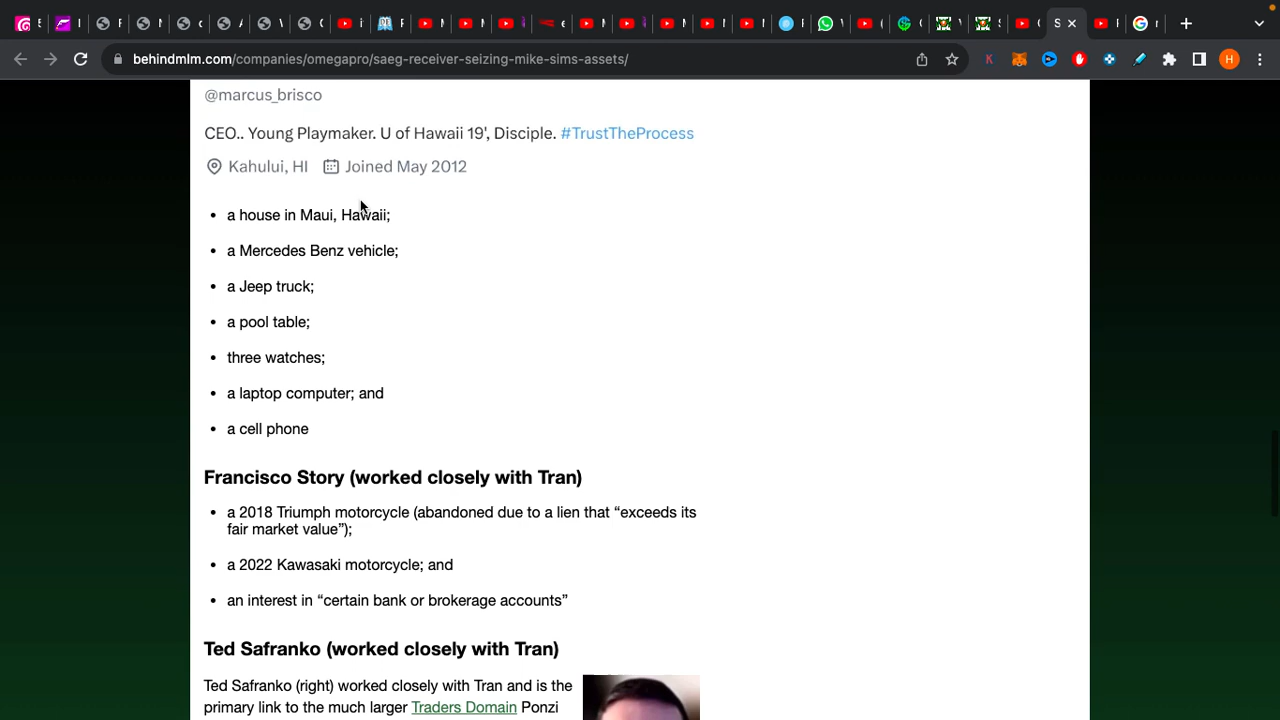 behindmlm.com/companies/omegapro/saeg-receiver-seizing-mike-sims-assets/
H
@marcus_brisco
CEO.. Young Playmaker. U of Hawaii 19', Disciple. #TrustTheProcess
Kahului, HI Joined May 2012
• a house in Maui, Hawaii;
• a Mercedes Benz vehicle;
• a Jeep truck;
• a pool table;
• three watches;
• a laptop computer; and
• a cell phone
Francisco Story (worked closely with Tran)
• a 2018 Triumph motorcycle (abandoned due to a lien that “exceeds its
fair market value”);
• a 2022 Kawasaki motorcycle; and
• an interest in “certain bank or brokerage accounts”
Ted Safranko (worked closely with Tran)
Ted Safranko (right) worked closely with Tran and is the
primary link to the much larger Traders Domain Ponzi